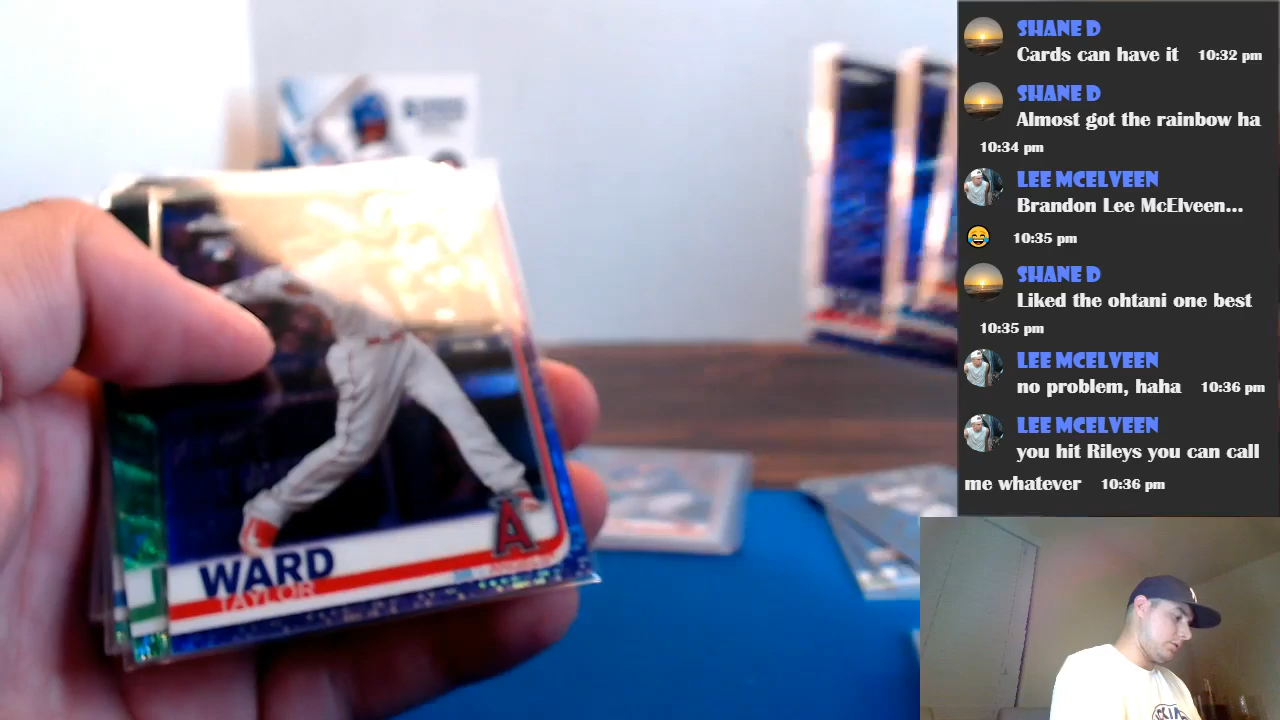 SHANE D
Cards can have it 10:32 pm
SHANE D
Almost got the rainbow ha
10:34 pm
LEE MCELVEEN
Brandon Lee McElveen...
😂 10:35 pm
SHANE D
Liked the ohtani one best
10:35 pm
LEE MCELVEEN
no problem, haha 10:36 pm
LEE MCELVEEN
you hit Rileys you can call
me whatever 10:36 pm
A
WARD
TAYLOR